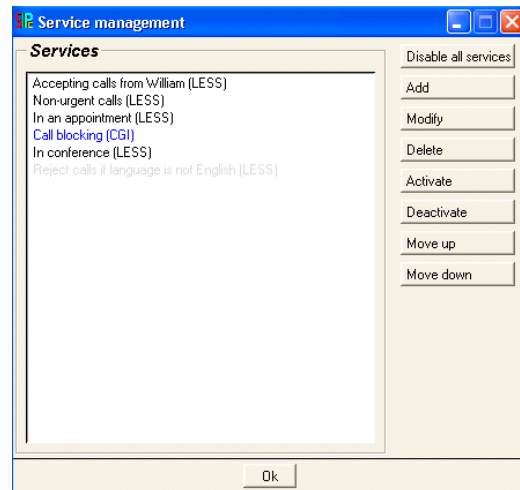 Service management
Services
Accepting calls from William (LESS)
Non-urgent calls (LESS)
In an appointment (LESS)
Call blocking (CGI)
In conference (LESS)
Reject calls if language is not English (LESS)
Disable all services
Add
Modify
Delete
Activate
Deactivate
Move up
Move down
Ok